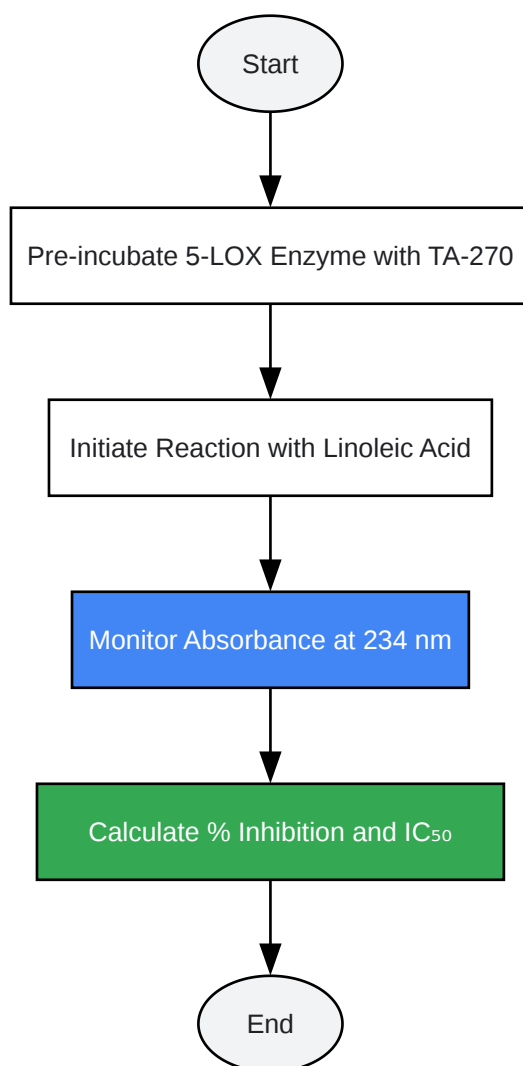 Start
Pre-incubate 5-LOX Enzyme with TA-270
Initiate Reaction with Linoleic Acid
Monitor Absorbance at 234 nm
Calculate % Inhibition and IC₅₀
End